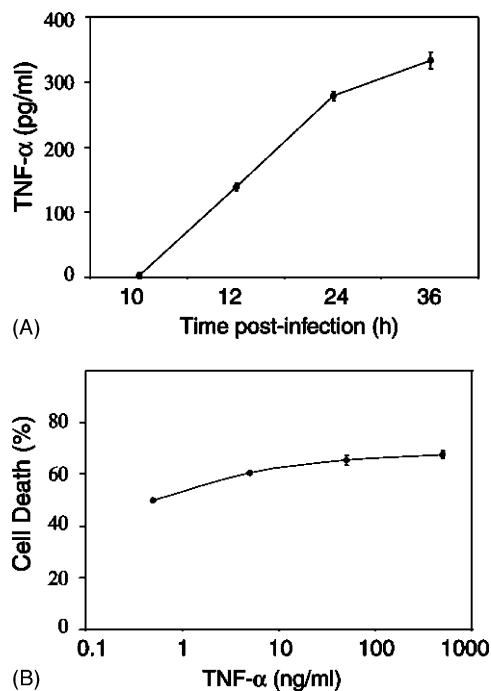 400
300
200
100
0
TNF-α (pg/ml)
10 12 24 36
Time post-infection (h)
(A)
80
60
40
20
0
Cell Death (%)
0.1 1 10 100 1000
TNF-α (ng/ml)
(B)